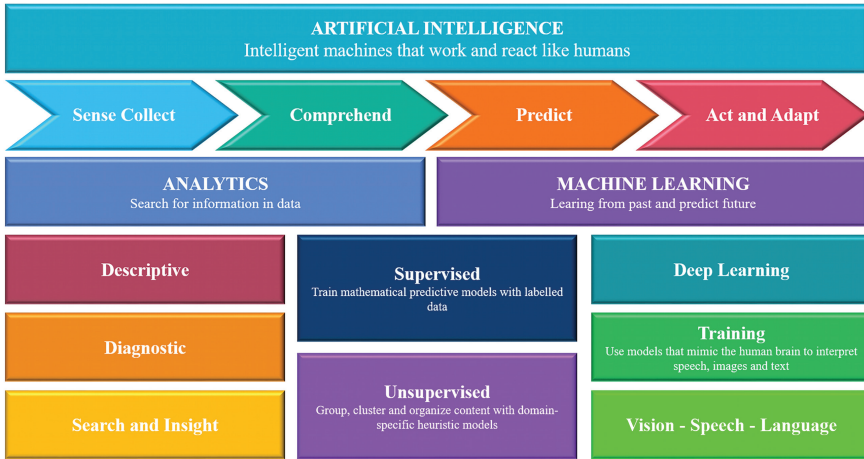 ARTIFICIAL INTELLIGENCE
Intelligent machines that work and react like humans
Sense Collect
Comprehend
Predict
Act and Adapt
ANALYTICS
Search for information in data
MACHINE LEARNING
Learing from past and predict future
Descriptive
Diagnostic
Search and Insight
Supervised
Train mathematical predictive models with labelled
data
Unsupervised
Group, cluster and organize content with domain-
specific heuristic models
Deep Learning
Training
Use models that mimic the human brain to interpret
speech, images and text
Vision - Speech - Language